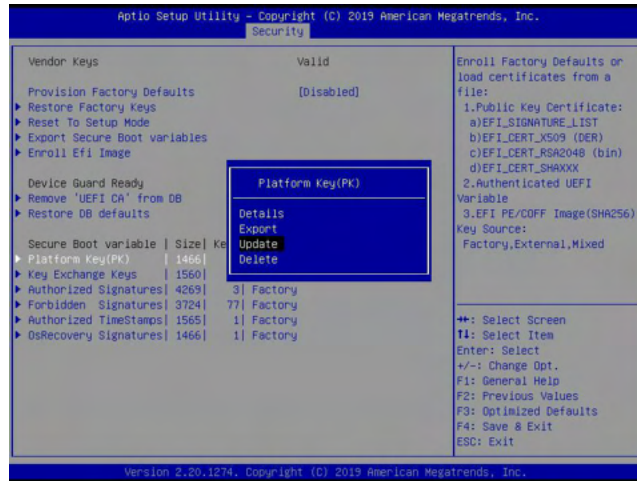 Aptio Setup Utility – Copyright (C) 2019 American Megatrends, Inc.
Security
Vendor Keys Valid
Provision Factory Defaults [Disabled]
Restore Factory Keys
Reset To Setup Mode
Export Secure Boot variables
Enroll Efi Image
Device Guard Ready
Remove 'UEFI CA' from DB
Restore DB defaults
Secure Boot variable | Size| Ke
Platform Key(PK) | 1466|
Key Exchange Keys | 1560|
Authorized Signatures| 4269| 3| Factory
Forbidden Signatures| 3724| 77| Factory
Authorized TimeStamps| 1565| 1| Factory
OsRecovery Signatures| 1466| 1| Factory
Platform Key(PK)
Details
Export
Update
Delete
Enroll Factory Defaults or
load certificates from a
file:
1.Public Key Certificate:
a)EFI_SIGNATURE_LIST
b)EFI_CERT_X509 (DER)
c)EFI_CERT_RSA2048 (bin)
d)EFI_CERT_SHAXXX
2.Authenticated UEFI
Variable
3.EFI PE/COFF Image(SHA256)
Key Source:
Factory,External,Mixed
→←: Select Screen
↑↓: Select Item
Enter: Select
+/-: Change Opt.
F1: General Help
F2: Previous Values
F3: Optimized Defaults
F4: Save & Exit
ESC: Exit
Version 2.20.1274. Copyright (C) 2019 American Megatrends, Inc.